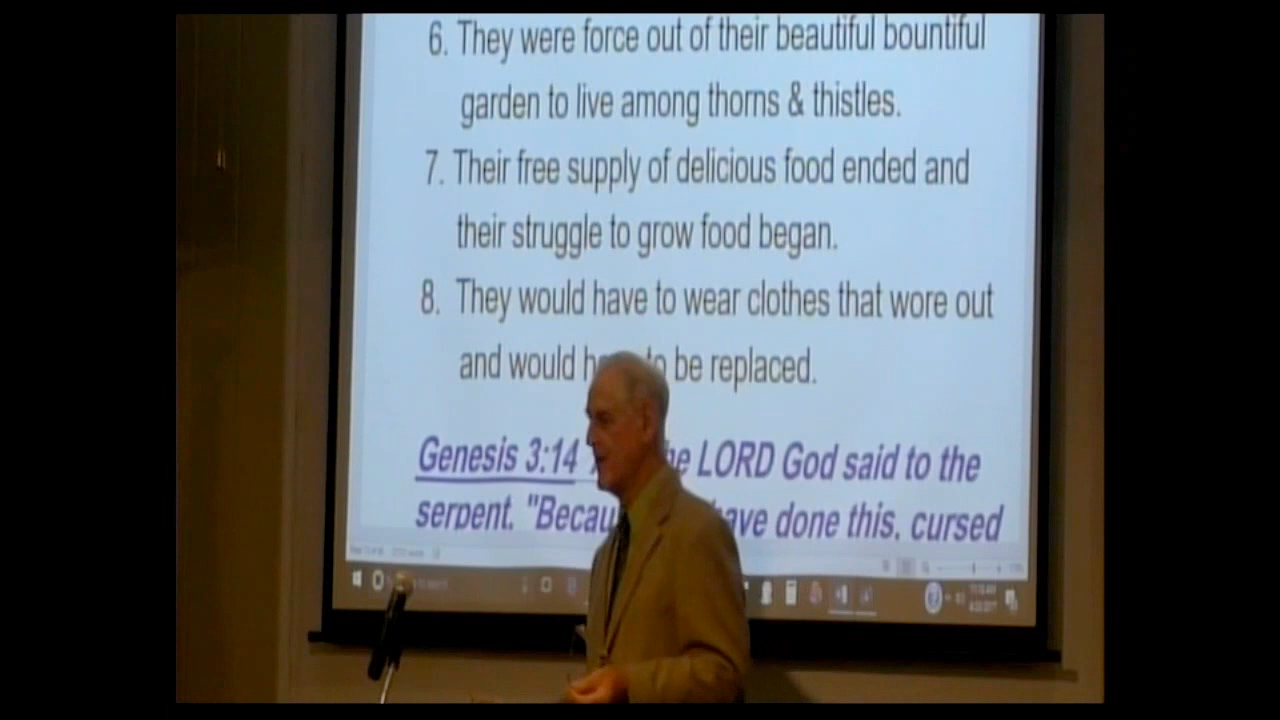 6. They were force out of their beautiful bountiful
garden to live among thorns & thistles.
7. Their free supply of delicious food ended and
their struggle to grow food began.
8. They would have to wear clothes that wore out
and would to be replaced.
Genesis 3:14 LORD God said to the
serpent, "Becau ave done this, cursed